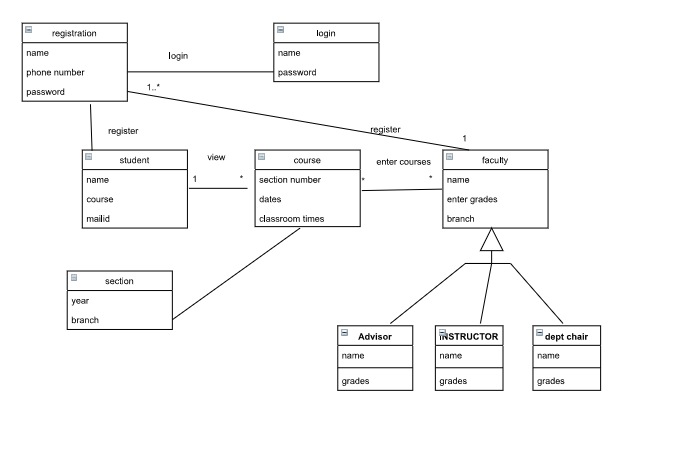 registration
name
phone number
password
login
login
name
password
1..*
register
1
register
student
name
course
mailid
view
1
*
course
section number
dates
classroom times
enter courses
*
*
faculty
name
enter grades
branch
section
year
branch
Advisor
name
grades
INSTRUCTOR
name
grades
dept chair
name
grades